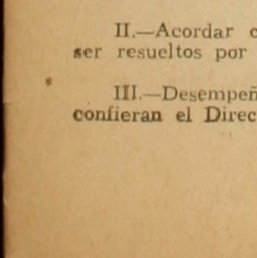 II.—Acordar c
ser resueltos por
III.—Desempeñ
confieran el Direc